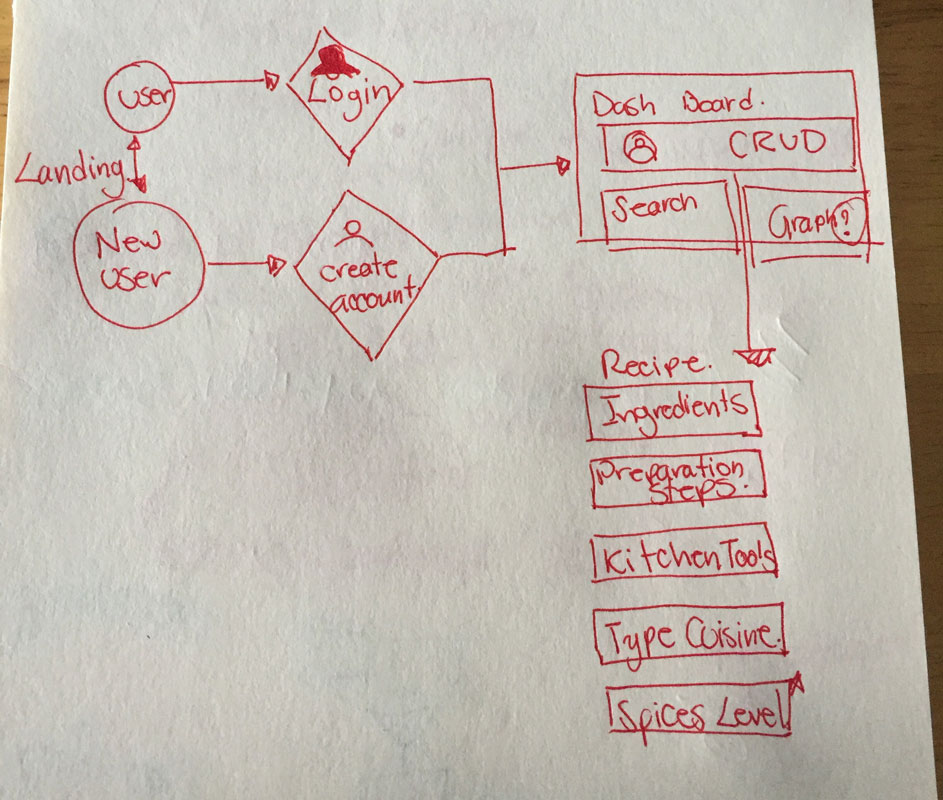 User
Login
Landing
New
user
create
account.
Dash Board.
CRUD
Search
Graph?
Recipe.
Ingredients
Preparation
steps.
Kitchen Tools
Type Cuisine.
Spices Level